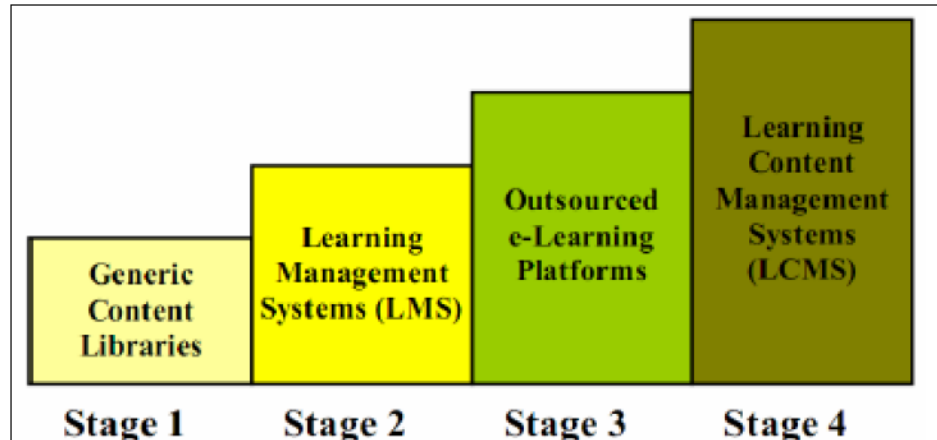 Generic
Content
Libraries
Learning
Management
Systems (LMS)
Outsourced
e-Learning
Platforms
Learning
Content
Management
Systems
(LCMS)
Stage 1
Stage 2
Stage 3
Stage 4